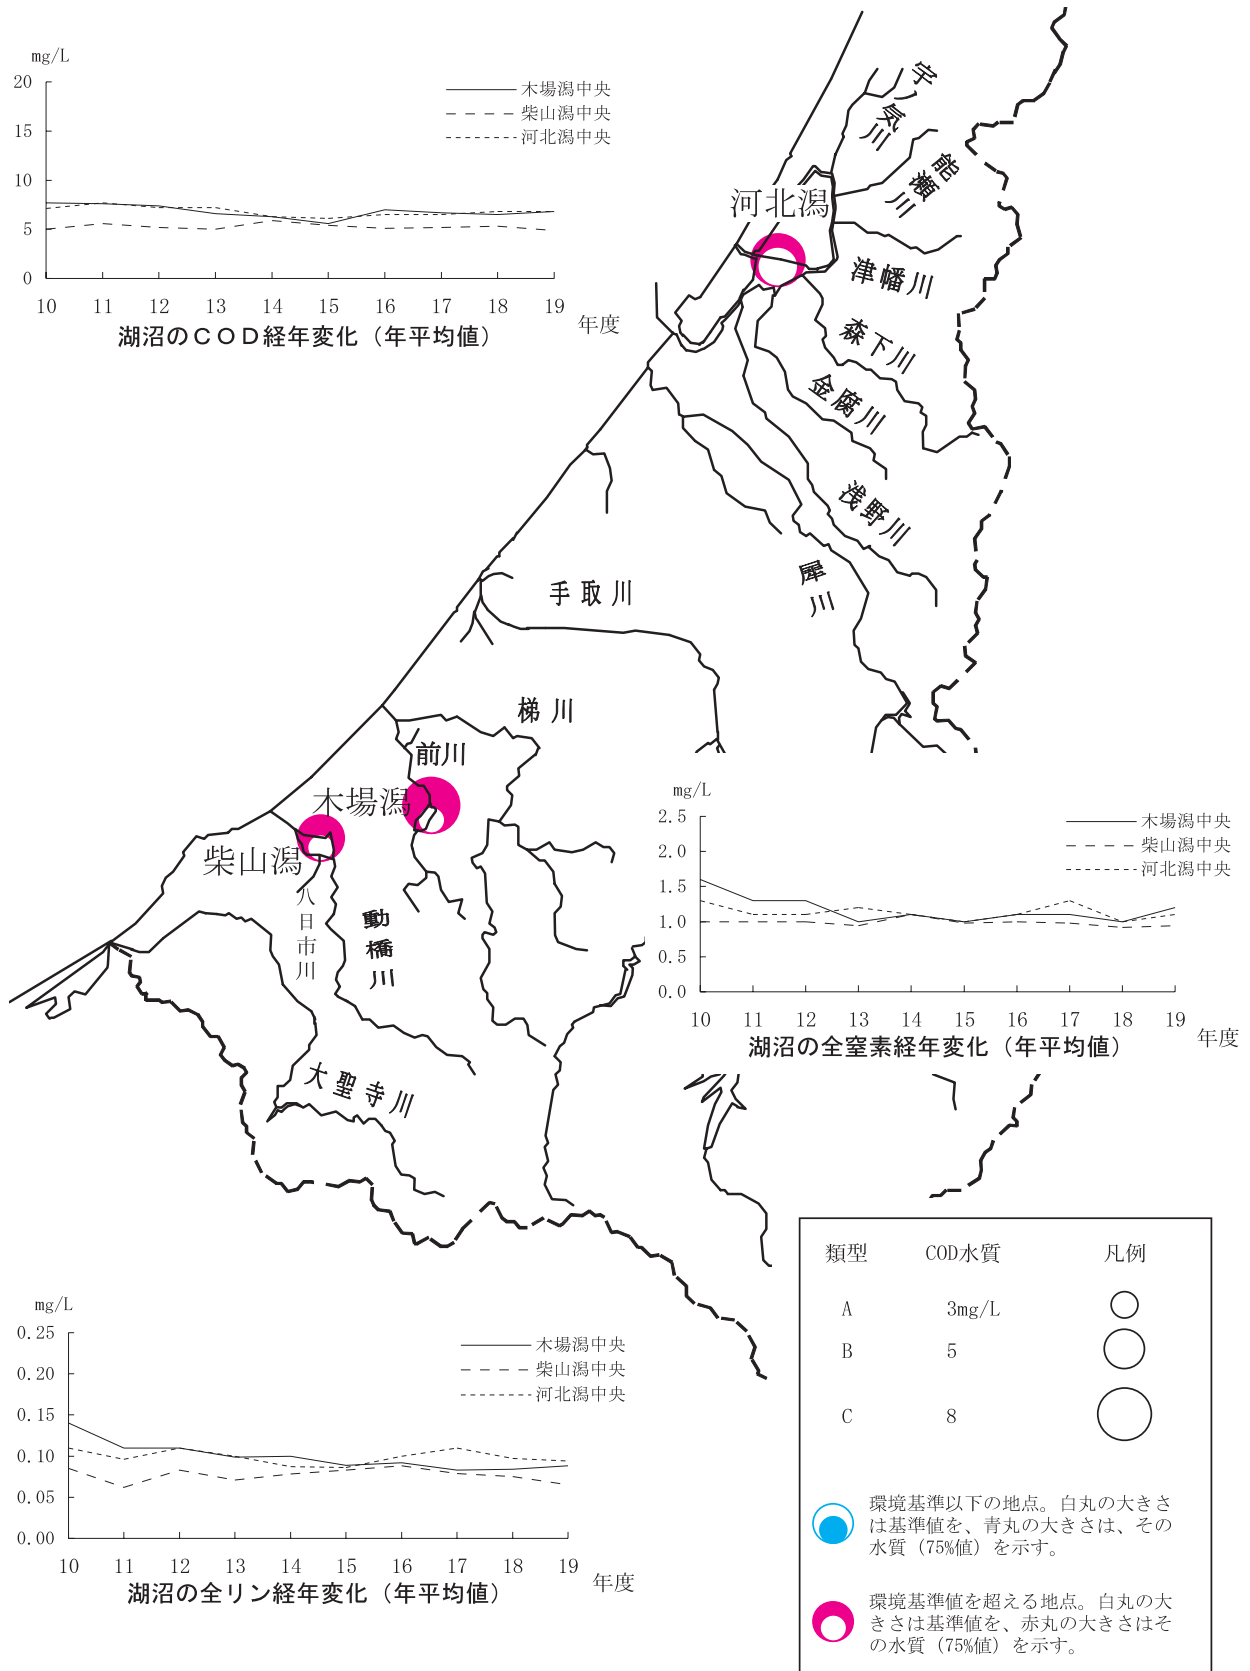 mg/L
20
15
10
5
0
10 11 12 13 14 15 16 17 18 19
年度
木場潟中央
柴山潟中央
河北潟中央
湖沼のCOD経年変化（年平均値）
宇ノ気川
能瀬川
河北潟
津幡川
森下川
金腐川
浅野川
犀川
手取川
梯川
前川
木場潟
柴山潟
八日市川
動橋川
大聖寺川
mg/L
2.5
2.0
1.5
1.0
0.5
0.0
10 11 12 13 14 15 16 17 18 19
年度
木場潟中央
柴山潟中央
河北潟中央
湖沼の全窒素経年変化（年平均値）
mg/L
0.25
0.20
0.15
0.10
0.05
0.00
10 11 12 13 14 15 16 17 18 19
年度
木場潟中央
柴山潟中央
河北潟中央
湖沼の全リン経年変化（年平均値）
類型 COD水質 凡例
A 3mg/L
B 5
C 8
環境基準以下の地点。白丸の大きさ
は基準値を、青丸の大きさは、その
水質（75%値）を示す。
環境基準値を超える地点。白丸の大
きさは基準値を、赤丸の大きさはそ
の水質（75%値）を示す。